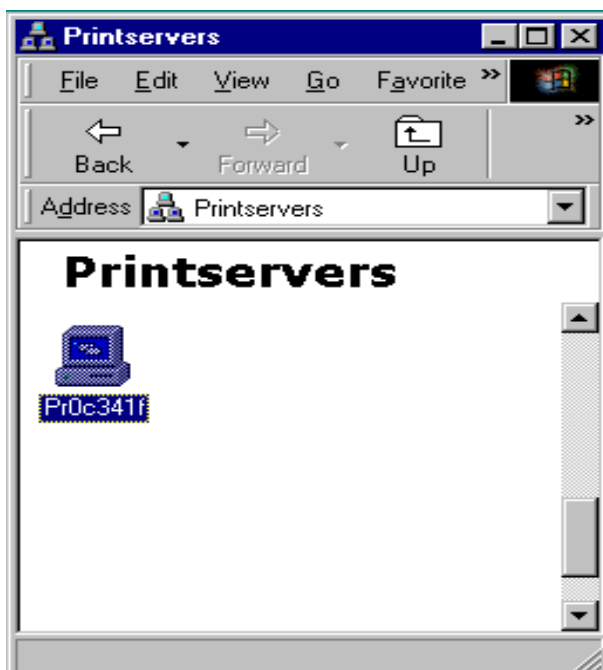 Printservers
File Edit View Go Favorite »
Back Forward Up »
Address Printservers
Printservers
Pr0c341f